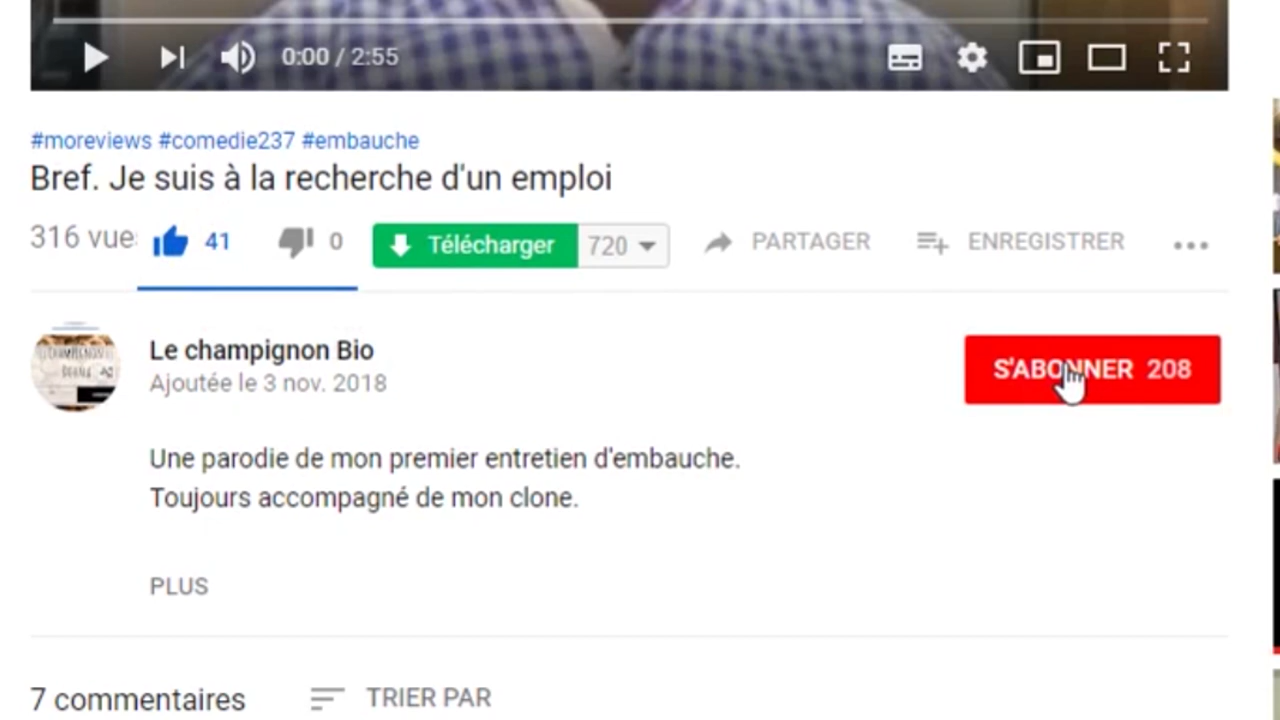 0:00 / 2:55
#moreviews #comedie237 #embauche
Bref. Je suis à la recherche d'un emploi
316 vue 41 0 Télécharger 720 PARTAGER ENREGISTRER
Le champignon Bio
Ajoutée le 3 nov. 2018
S'ABONNER 208
Une parodie de mon premier entretien d'embauche.
Toujours accompagné de mon clone.
PLUS
7 commentaires TRIER PAR